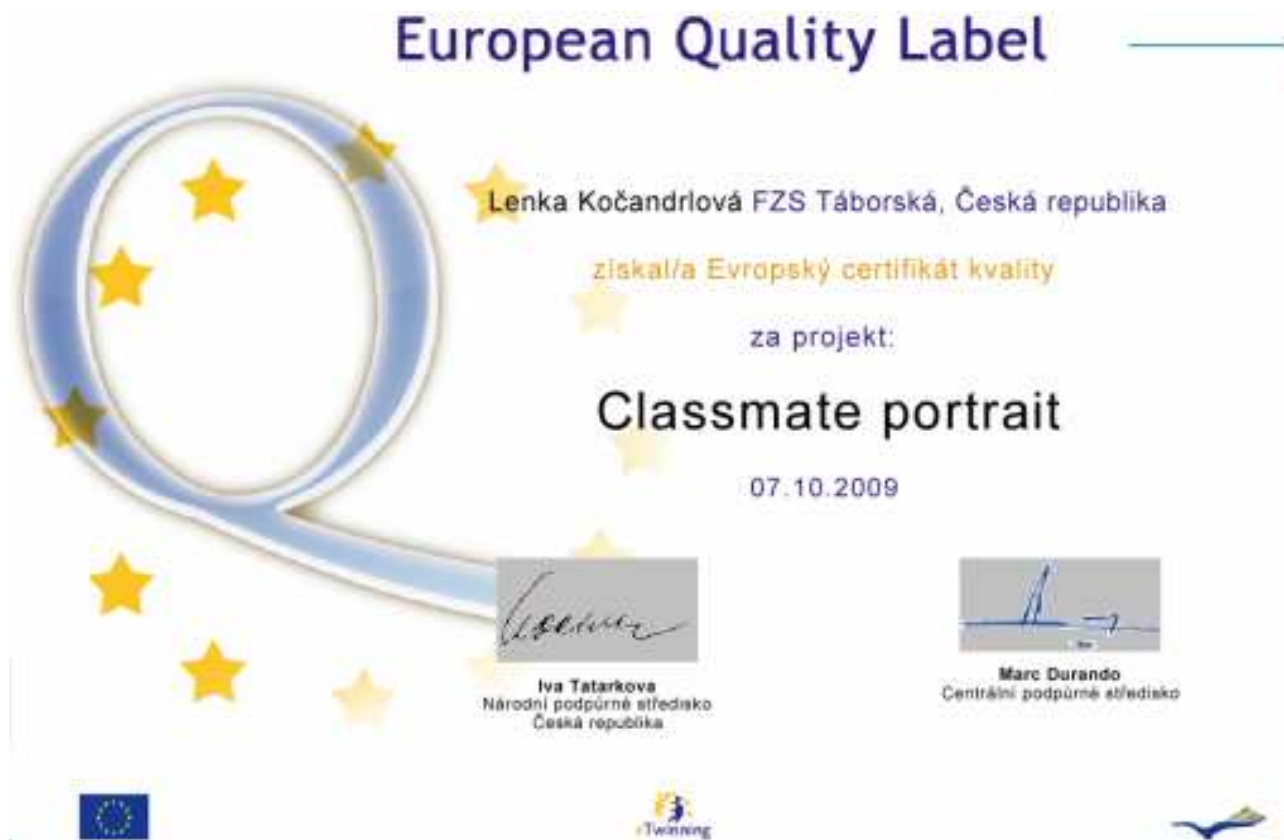 European Quality Label
Lenka Kočandrlová FZS Táborská, Česká republika
získal/a Evropský certifikát kvality
za projekt:
Classmate portrait
07.10.2009
Iva Tatarkova
Národní podpůrné středisko
Česká republika
Marc Durando
Centrální podpůrné středisko
eTwinning